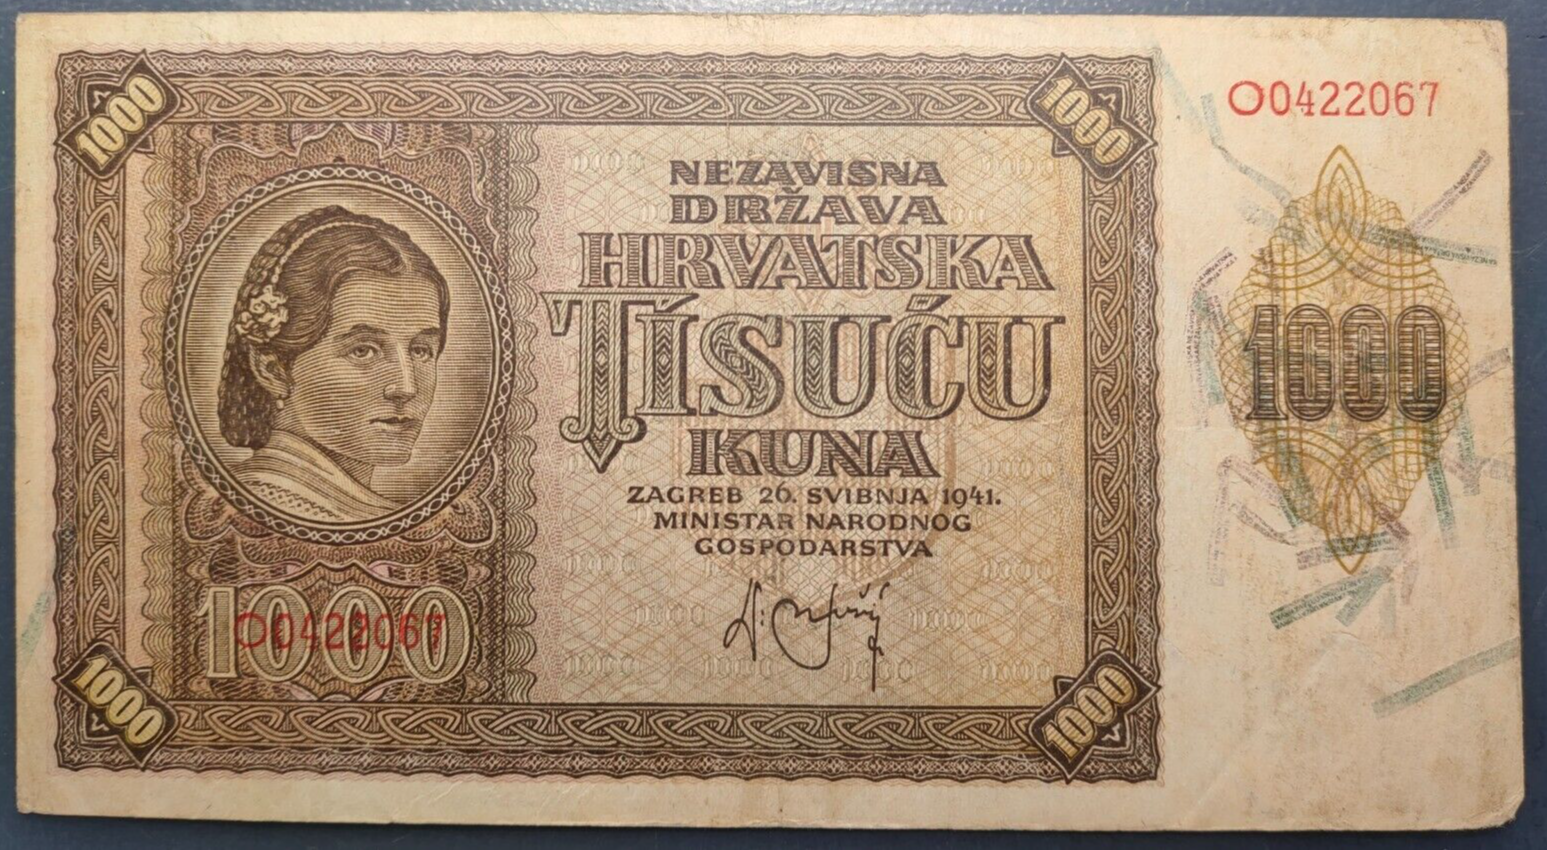 1000
1000
O0422067
NEZAVISNA
DRŽAVA
HRVATSKA
TÍSUĆU
KUNA
1000
ZAGREB 26. SVIBNJA 1941.
MINISTAR NARODNOG
GOSPODARSTVA
1000
O0422067
1000
1000